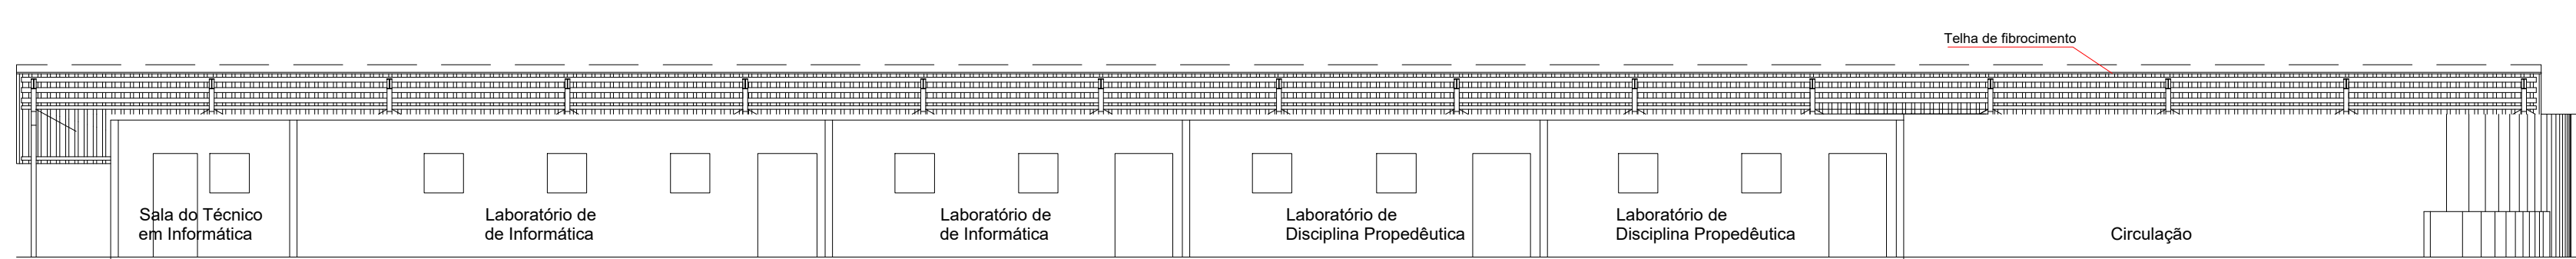 Telha de fibrocimento
Sala do Técnico
em Informática
Laboratório de
de Informática
Laboratório de
de Informática
Laboratório de
Disciplina Propedêutica
Laboratório de
Disciplina Propedêutica
Circulação